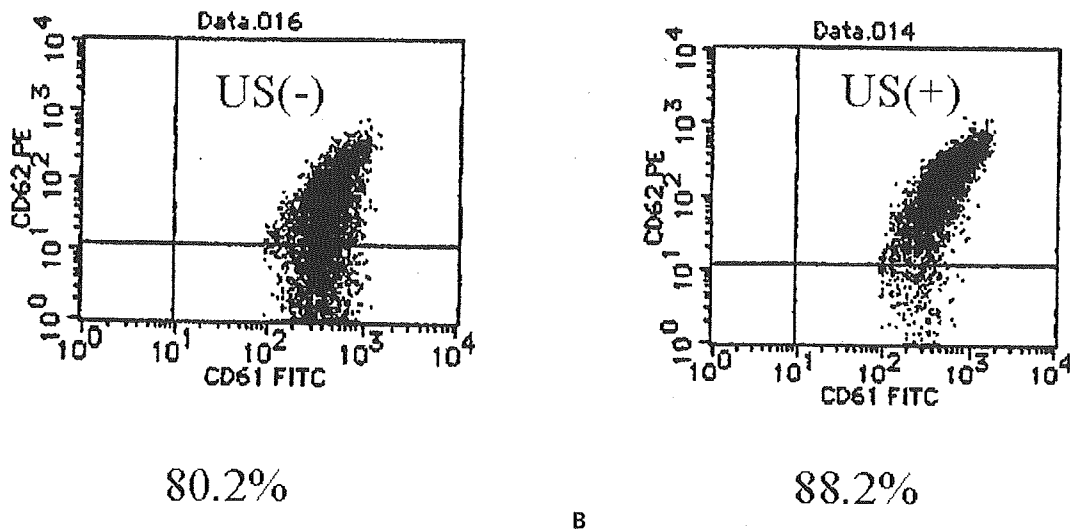 Data.016
US(-)
CD62 PE
10^4
10^3
10^2
10^1
10^0
10^0 10^1 10^2 10^3 10^4
CD61 FITC
80.2%
Data.014
US(+)
CD62 PE
10^4
10^3
10^2
10^1
10^0
10^0 10^1 10^2 10^3 10^4
CD61 FITC
88.2%
B